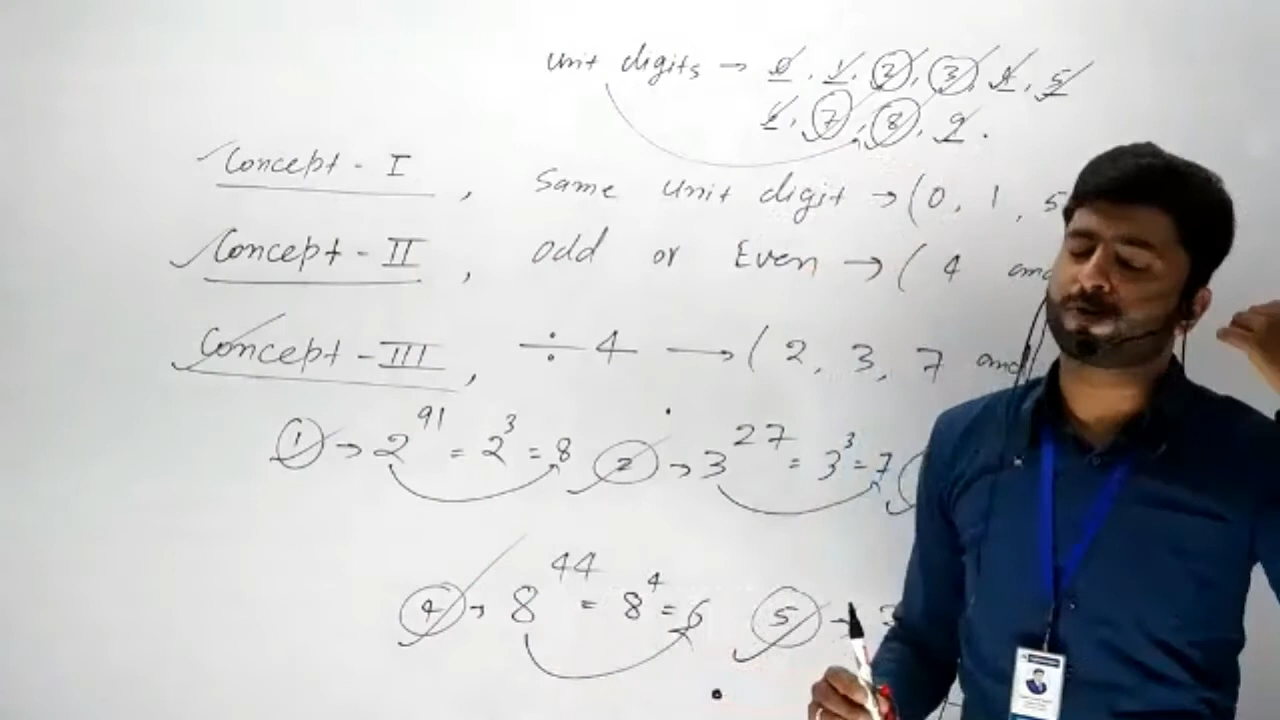 unit digits → 0, 1, 2, 3, 4, 5,
6, 7, 8, 9.
Concept - I, Same unit digit → (0, 1, 5
Concept - II, odd or Even → ( 4 and
Concept - III, ÷ 4 → ( 2, 3, 7 and
① → 2^91 = 2^3 = 8 ② → 3^27 = 3^3 = 7
④ → 8^44 = 8^4 = 6 ⑤ →